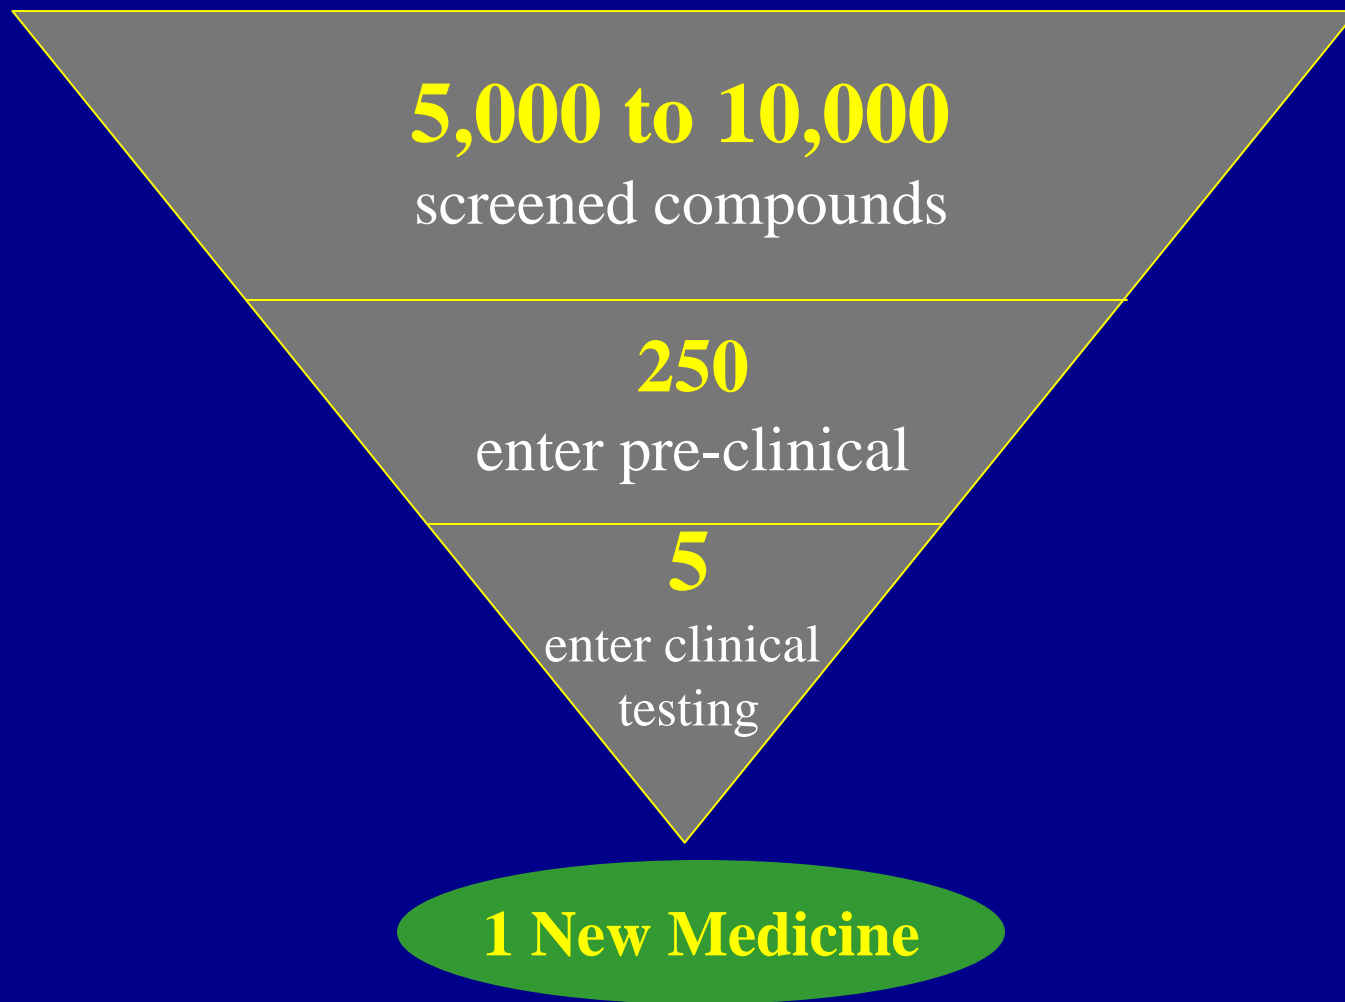 5,000 to 10,000
screened compounds
250
enter pre-clinical
5
enter clinical
testing
1 New Medicine